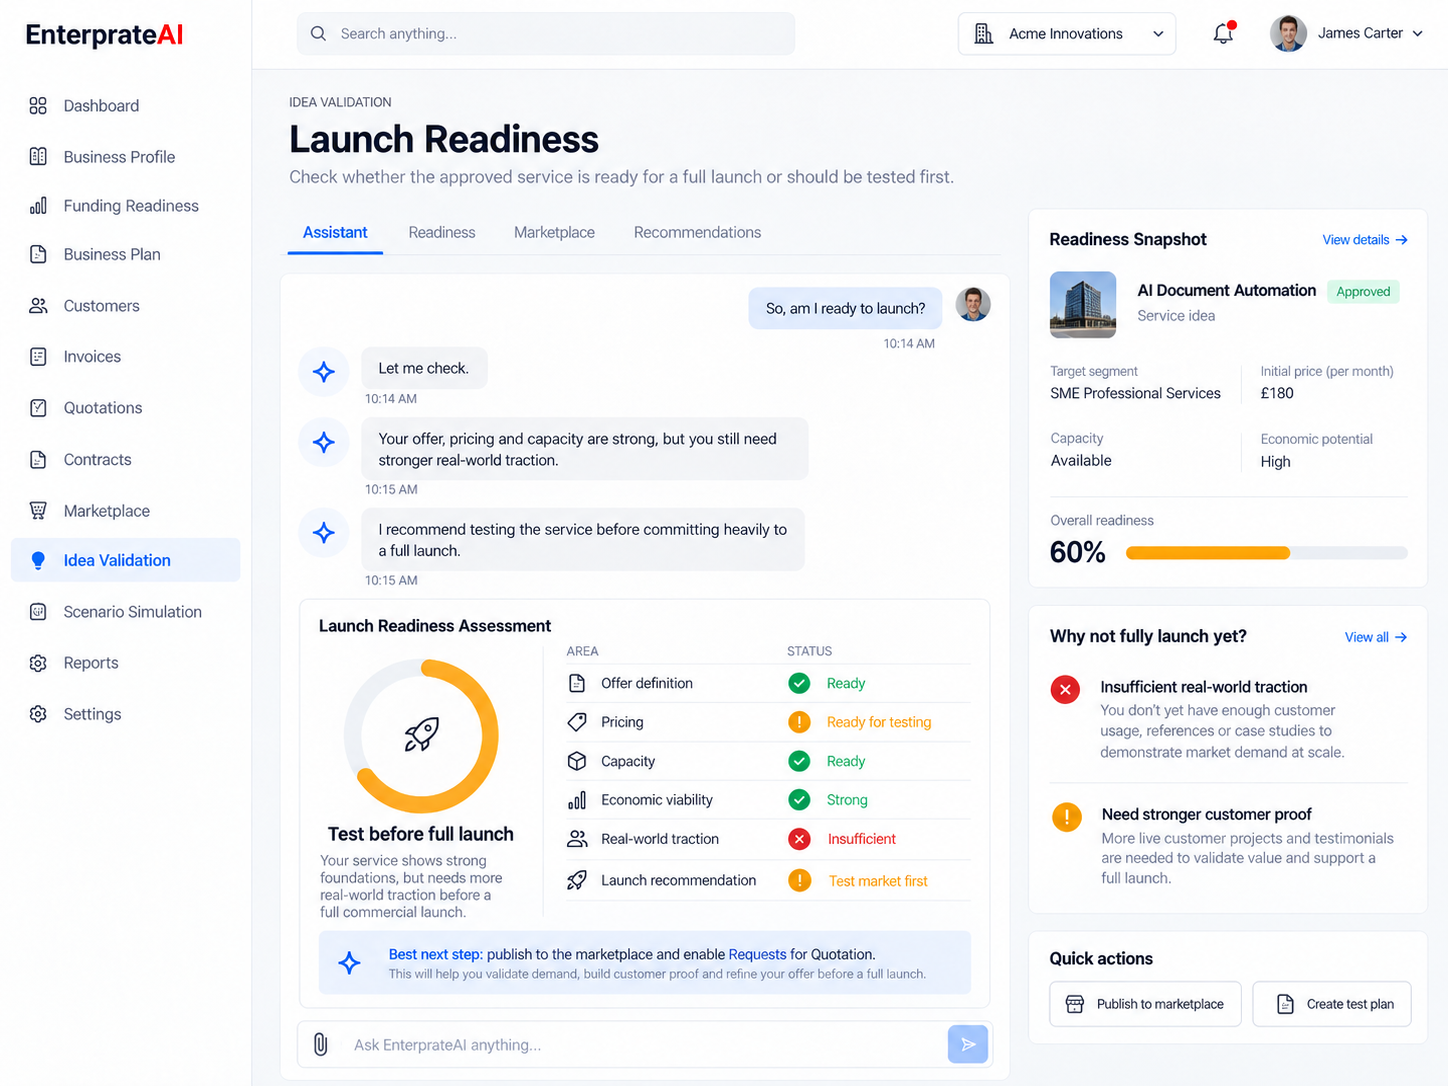 EnterprateAI
Search anything...
Acme Innovations
James Carter
Dashboard
Business Profile
Funding Readiness
Business Plan
Customers
Invoices
Quotations
Contracts
Marketplace
Idea Validation
Scenario Simulation
Reports
Settings
IDEA VALIDATION
Launch Readiness
Check whether the approved service is ready for a full launch or should be tested first.
Assistant
Readiness
Marketplace
Recommendations
So, am I ready to launch?
10:14 AM
Let me check.
10:14 AM
Your offer, pricing and capacity are strong, but you still need
stronger real-world traction.
10:15 AM
I recommend testing the service before committing heavily to
a full launch.
10:15 AM
Launch Readiness Assessment
Test before full launch
Your service shows strong
foundations, but needs more
real-world traction before a
full commercial launch.
AREA STATUS
Offer definition Ready
Pricing Ready for testing
Capacity Ready
Economic viability Strong
Real-world traction Insufficient
Launch recommendation Test market first
Best next step: publish to the marketplace and enable Requests for Quotation.
This will help you validate demand, build customer proof and refine your offer before a full launch.
Ask EnterprateAI anything...
Readiness Snapshot
View details →
AI Document Automation
Approved
Service idea
Target segment
SME Professional Services
Initial price (per month)
£180
Capacity
Available
Economic potential
High
Overall readiness
60%
Why not fully launch yet?
View all →
Insufficient real-world traction
You don't yet have enough customer
usage, references or case studies to
demonstrate market demand at scale.
Need stronger customer proof
More live customer projects and testimonials
are needed to validate value and support a
full launch.
Quick actions
Publish to marketplace
Create test plan